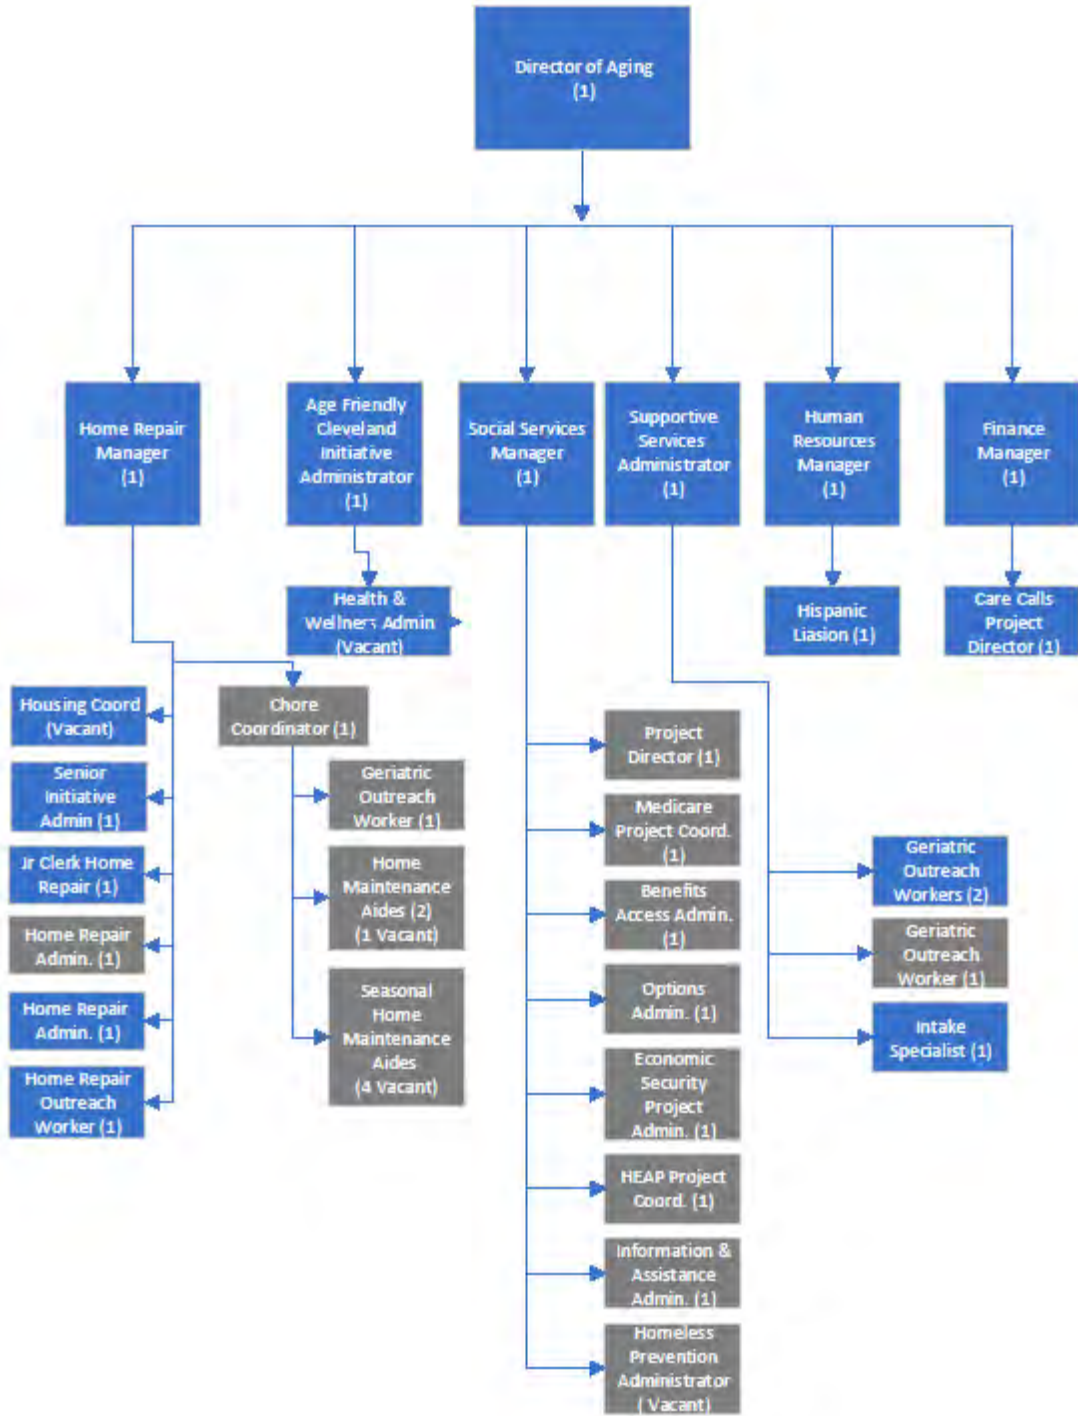 Director of Aging
(1)
Home Repair
Manager
(1)
Age Friendly
Cleveland
Initiative
Administrator
(1)
Social Services
Manager
(1)
Supportive
Services
Administrator
(1)
Human
Resources
Manager
(1)
Finance
Manager
(1)
Health &
Wellness Admin
(Vacant)
Hispanic
Liasion (1)
Care Calls
Project
Director (1)
Housing Coord
(Vacant)
Senior
Initiative
Admin (1)
Jr Clerk Home
Repair (1)
Home Repair
Admin. (1)
Home Repair
Admin. (1)
Home Repair
Outreach
Worker (1)
Chore
Coordinator (1)
Geriatric
Outreach
Worker (1)
Home
Maintenance
Aides (2)
(1 Vacant)
Seasonal
Home
Maintenance
Aides
(4 Vacant)
Project
Director (1)
Medicare
Project Coord.
(1)
Benefits
Access Admin.
(1)
Options
Admin. (1)
Economic
Security
Project
Admin. (1)
HEAP Project
Coord. (1)
Information &
Assistance
Admin. (1)
Homeless
Prevention
Administrator
( Vacant)
Geriatric
Outreach
Workers (2)
Geriatric
Outreach
Worker (1)
Intake
Specialist (1)